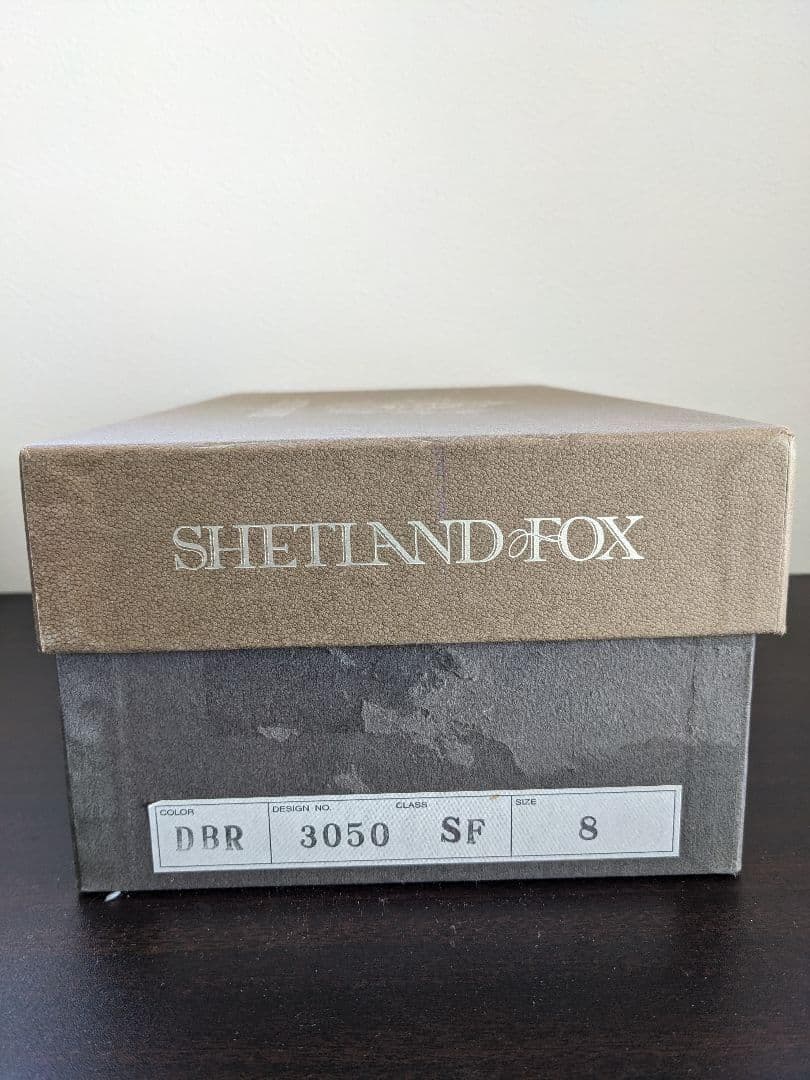 SHETLAND FOX
COLOR DESIGN NO. CLASS SIZE
DBR 3050 SF 8